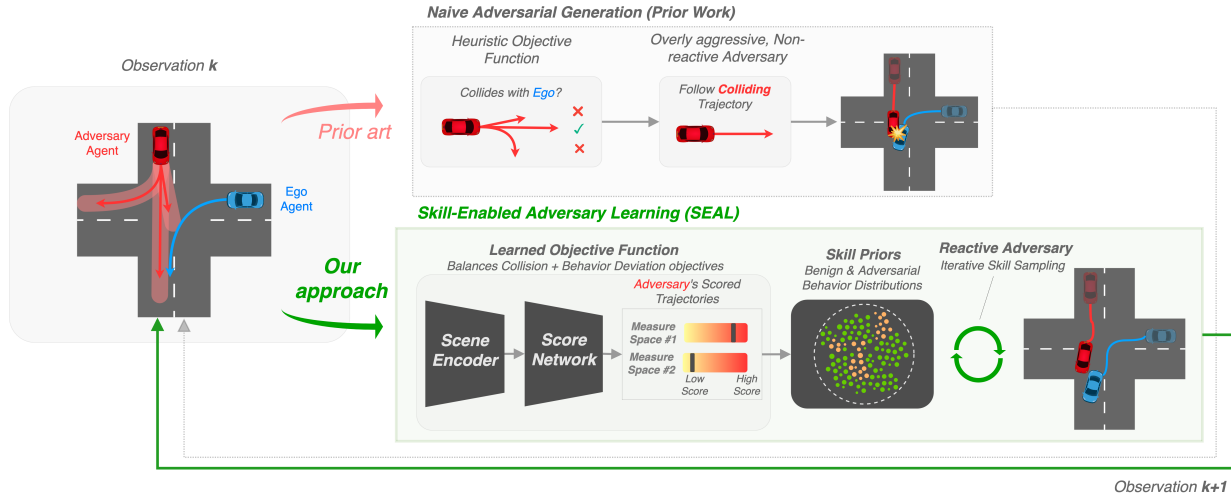 Naive Adversarial Generation (Prior Work)
Observation k
Heuristic Objective
Function
Overly aggressive, Non-
reactive Adversary
Collides with Ego?
Follow Colliding
Trajectory
Prior art
Adversary
Agent
Ego
Agent
Skill-Enabled Adversary Learning (SEAL)
Our
approach
Learned Objective Function
Balances Collision + Behavior Deviation objectives
Scene
Encoder
Score
Network
Adversary's Scored
Trajectories
Measure
Space #1
Measure
Space #2
Low
Score
High
Score
Skill Priors
Benign & Adversarial
Behavior Distributions
Reactive Adversary
Iterative Skill Sampling
Observation k+1